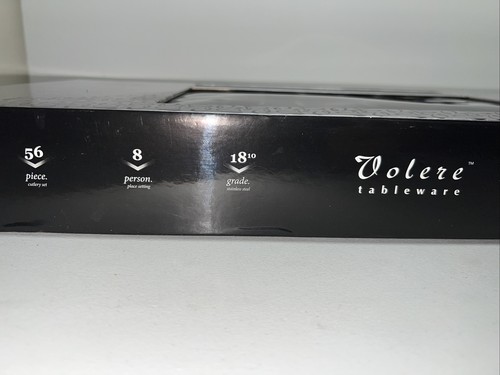 56
piece.
cutlery set
8
person.
place setting
18¹⁰
grade.
stainless steel
Volere™
tableware